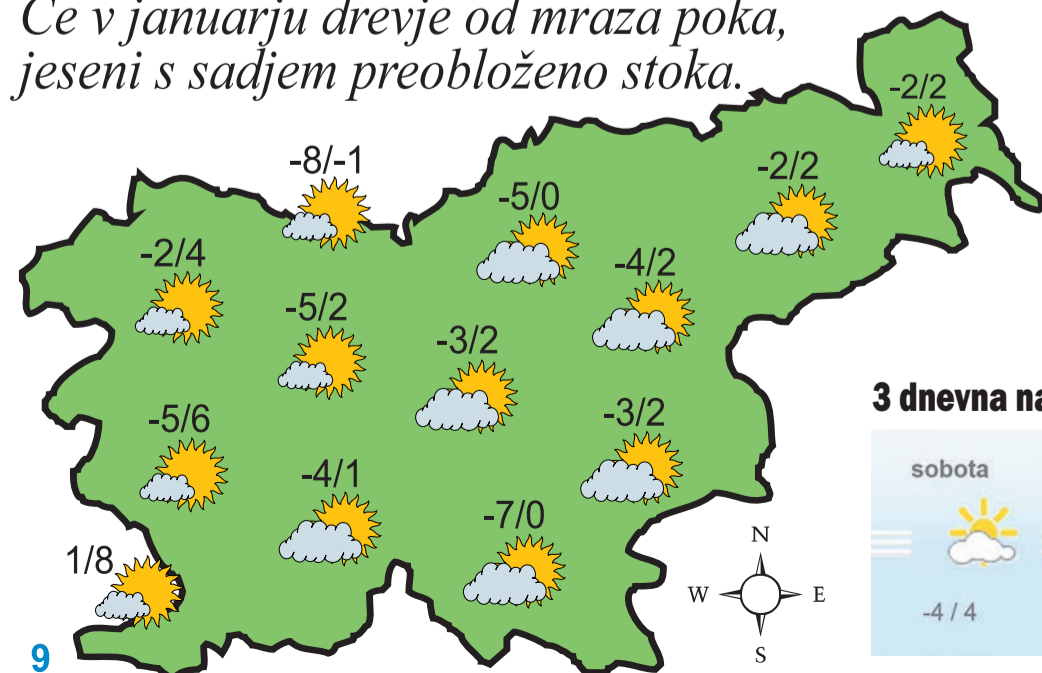 Če v januarju drevje od mraza poka,
jeseni s sadjem preobloženo stoka.
-2/2
-8/-1
-2/2
-5/0
-2/4
-4/2
-5/2
-3/2
3 dnevna
-5/6
-3/2
sobota
-4/1
-7/0
1/8
N
W
E
S
-4 / 4
9